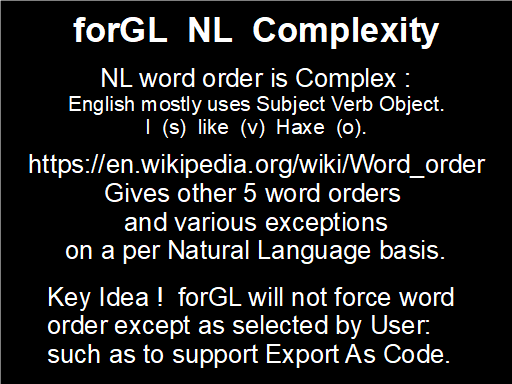 forGL NL Complexity
NL word order is Complex :
English mostly uses Subject Verb Object.
I (s) like (v) Haxe (o).
https://en.wikipedia.org/wiki/Word_order
Gives other 5 word orders
and various exceptions
on a per Natural Language basis.
Key Idea ! forGL will not force word
order except as selected by User:
such as to support Export As Code.